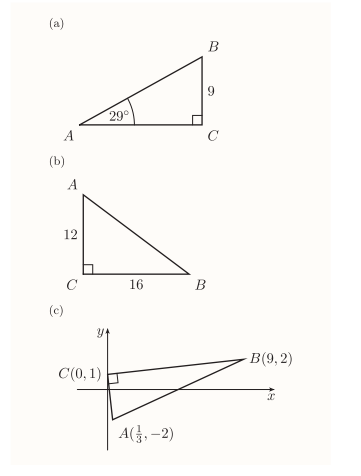 (a)
B
9
29°
A
C
(b)
A
12
C
16
B
(c)
y
B(9, 2)
C(0, 1)
x
A(1/3, −2)